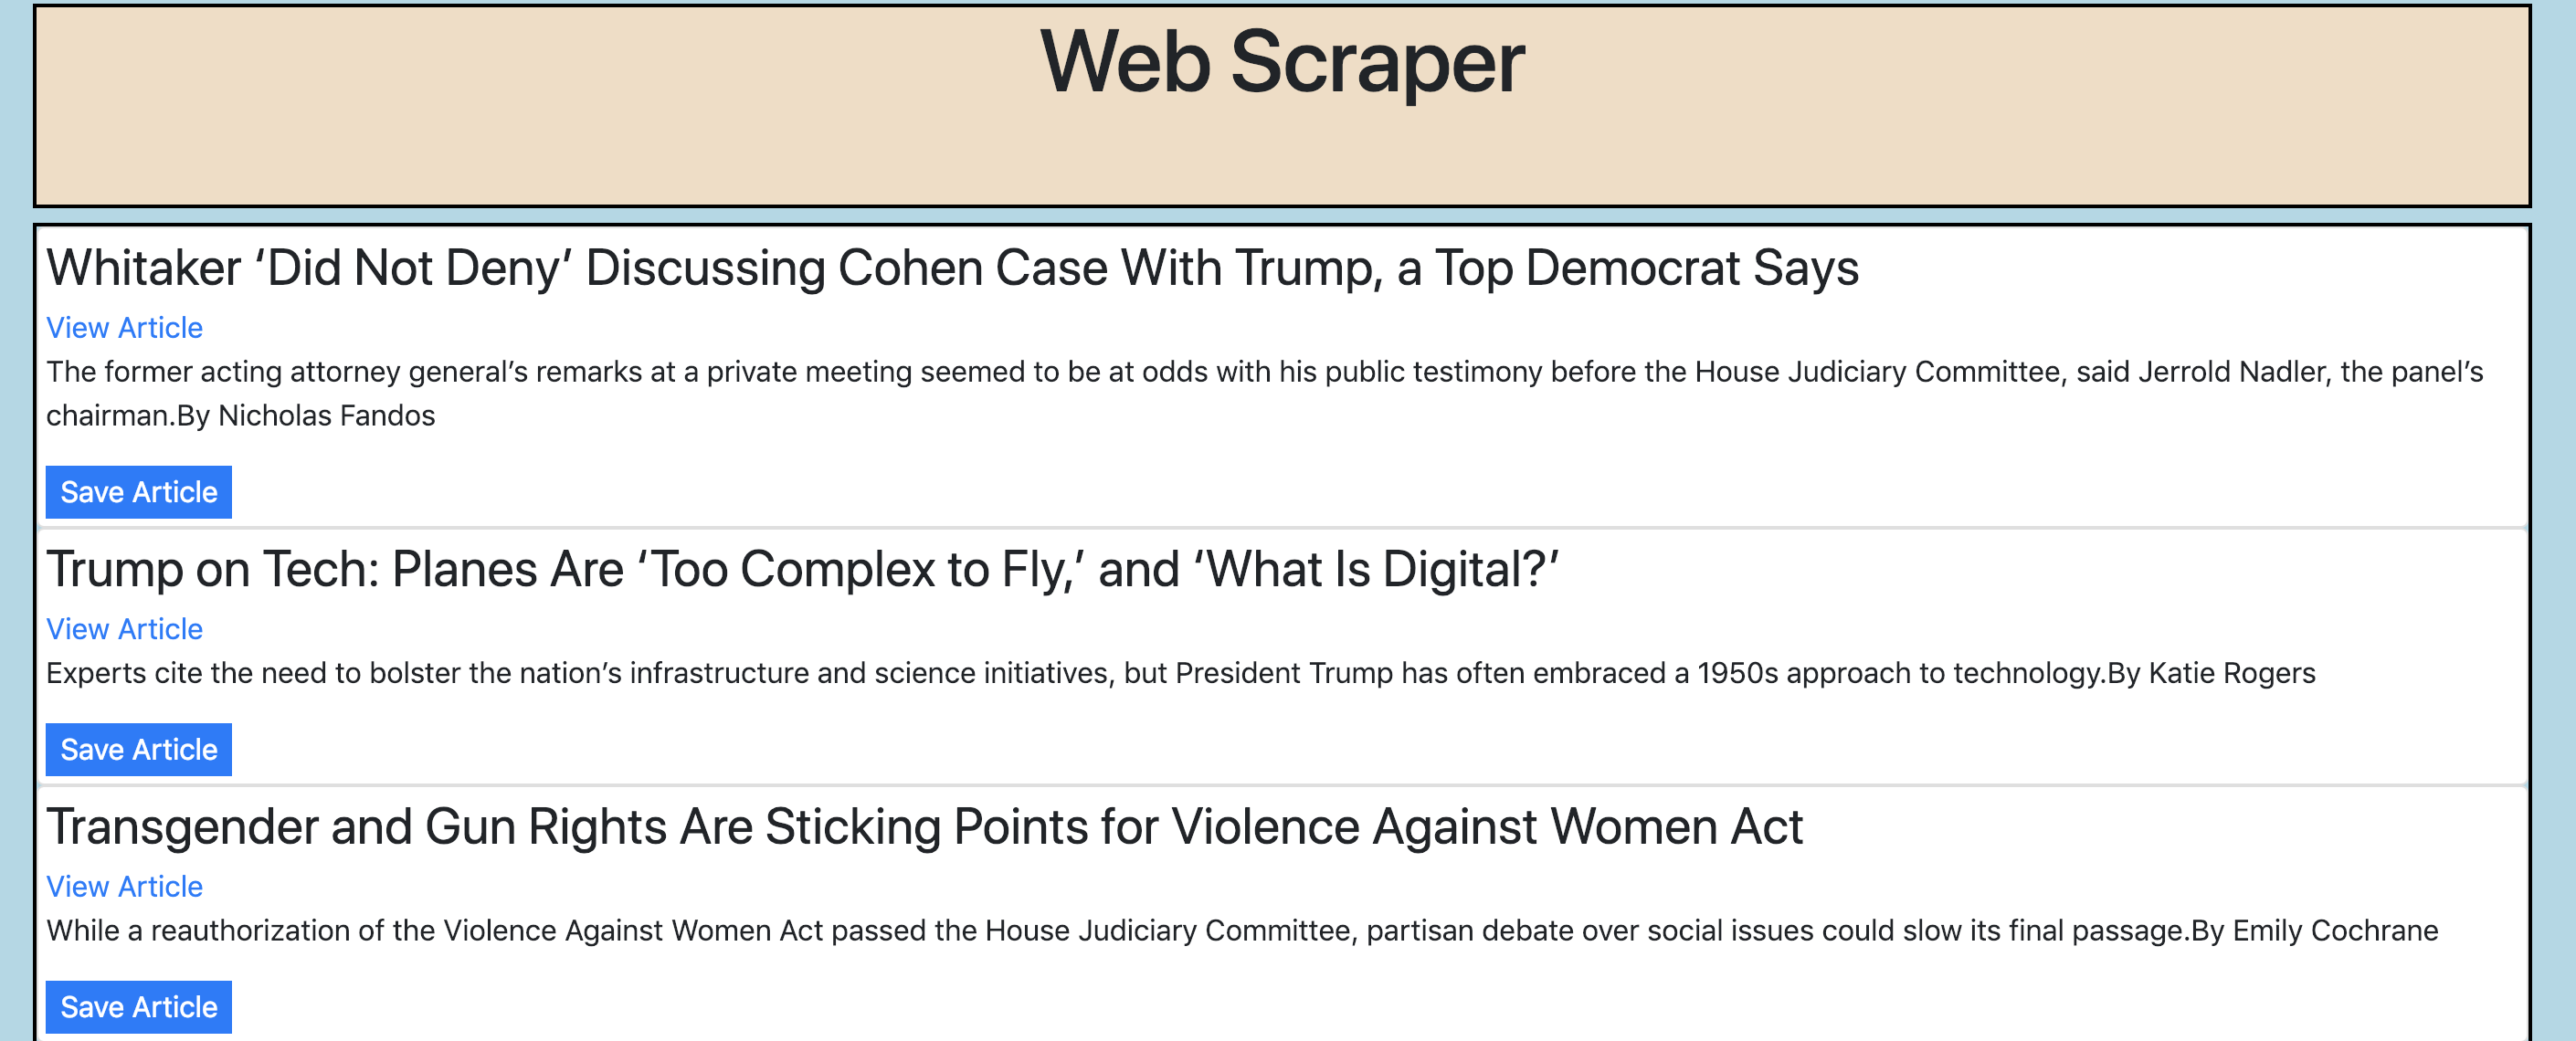 Web Scraper
Whitaker ‘Did Not Deny’ Discussing Cohen Case With Trump, a Top Democrat Says
View Article
The former acting attorney general’s remarks at a private meeting seemed to be at odds with his public testimony before the House Judiciary Committee, said Jerrold Nadler, the panel’s
chairman.By Nicholas Fandos
Save Article
Trump on Tech: Planes Are ‘Too Complex to Fly,’ and ‘What Is Digital?’
View Article
Experts cite the need to bolster the nation’s infrastructure and science initiatives, but President Trump has often embraced a 1950s approach to technology.By Katie Rogers
Save Article
Transgender and Gun Rights Are Sticking Points for Violence Against Women Act
View Article
While a reauthorization of the Violence Against Women Act passed the House Judiciary Committee, partisan debate over social issues could slow its final passage.By Emily Cochrane
Save Article